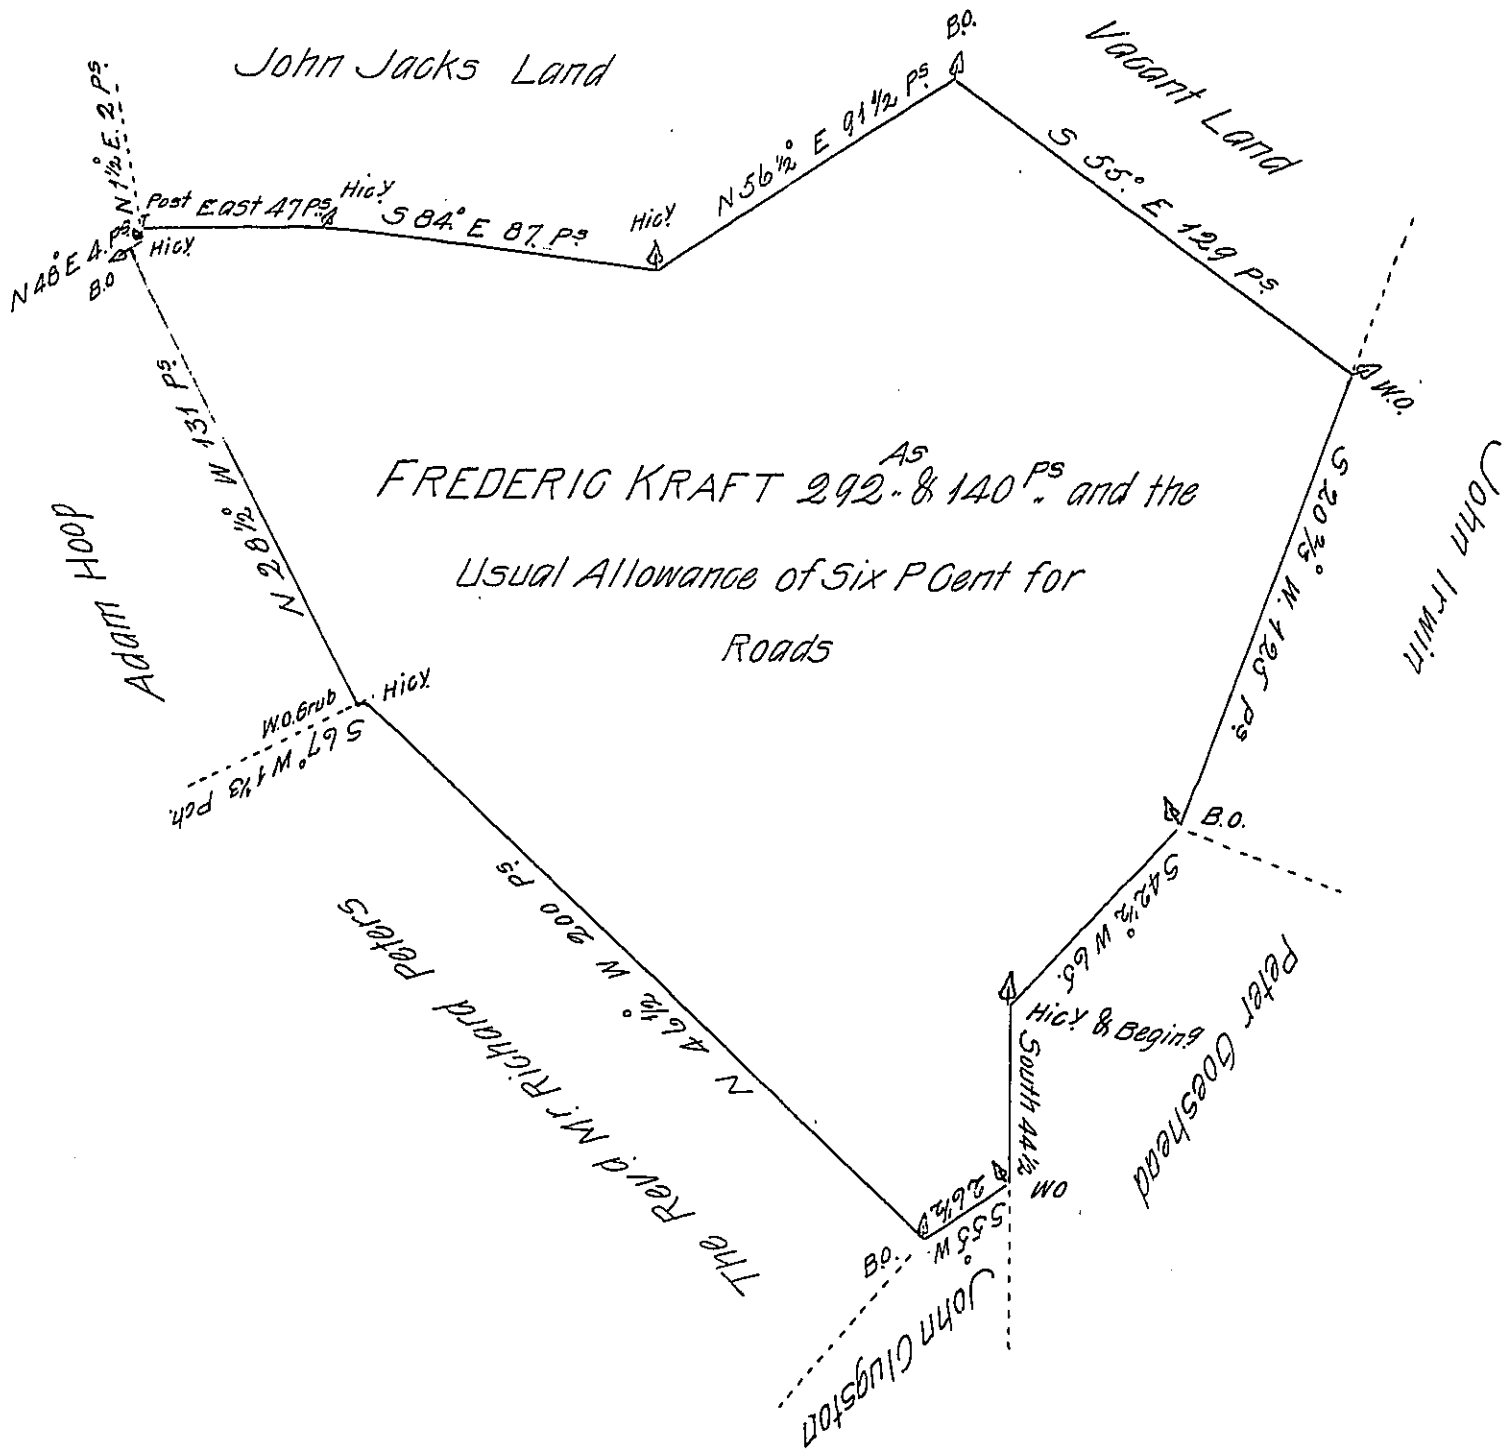 John Jacks Land
B.O.
Vacant Land
N 1½ E. 2 Ps.
Post East 47 Ps.
Hicy
S 84° E 87. Ps
Hicy
N 56½° E 91½ Ps.
S 55.° E 129 Ps.
N 48° E 4. Ps.
Hicy
B.O
W.O.
N 28½° W 131 Ps.
FREDERIC KRAFT 292.. As & 140 Ps.. and the
Usual Allowance of Six P Cent for
Roads
S 20⅔° W. 125 Ps.
John Irwin
Adam Hoop
W.O. Grub
Hicy
S 67° W 1⅓ Pch.
B.O.
S 42½° W 65.
N 46½° W 200 Ps
The Rev.d Mr. Richard Peters
Hicy & Begin.g
South 44½
Peter Goeshead
WO
26½
S 55° W.
B.O.
John Clugston